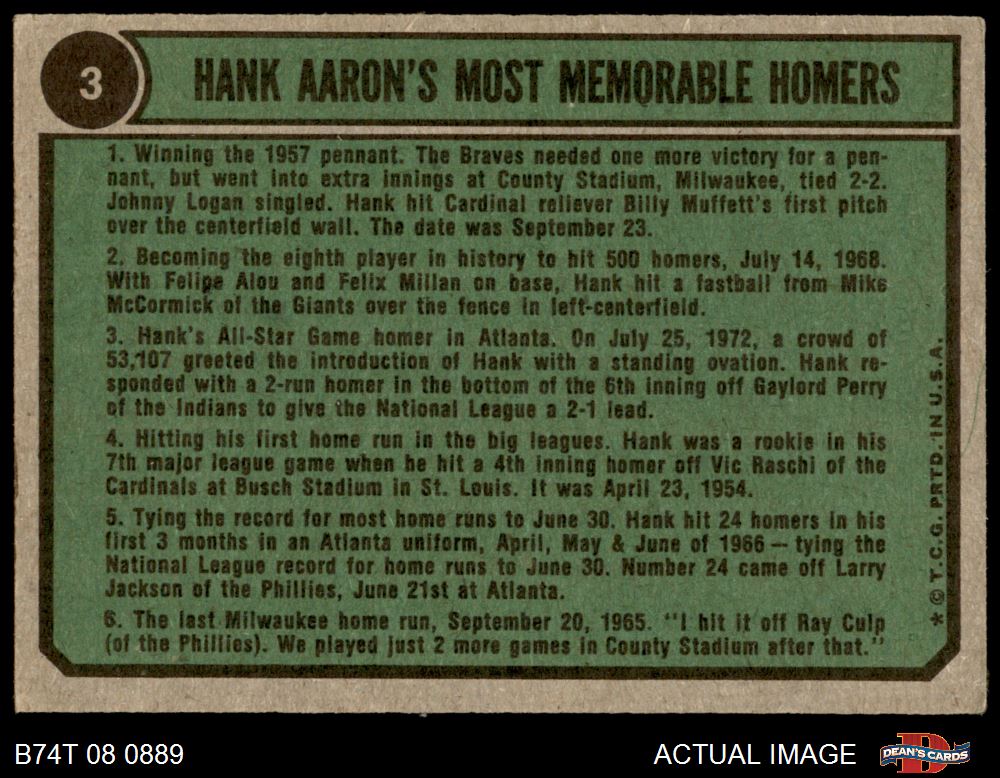 3
HANK AARON'S MOST MEMORABLE HOMERS
1. Winning the 1957 pennant. The Braves needed one more victory for a pen-
nant, but went into extra innings at County Stadium, Milwaukee, tied 2-2.
Johnny Logan singled. Hank hit Cardinal reliever Billy Muffett's first pitch
over the centerfield wall. The date was September 23.
2. Becoming the eighth player in history to hit 500 homers, July 14, 1968.
With Felipe Alou and Felix Millan on base, Hank hit a fastball from Mike
McCormick of the Giants over the fence in left-centerfield.
3. Hank's All-Star Game homer in Atlanta. On July 25, 1972, a crowd of
53,107 greeted the introduction of Hank with a standing ovation. Hank re-
sponded with a 2-run homer in the bottom of the 6th inning off Gaylord Perry
of the Indians to give the National League a 2-1 lead.
4. Hitting his first home run in the big leagues. Hank was a rookie in his
7th major league game when he hit a 4th inning homer off Vic Raschi of the
Cardinals at Busch Stadium in St. Louis. It was April 23, 1954.
5. Tying the record for most home runs to June 30. Hank hit 24 homers in his
first 3 months in an Atlanta uniform, April, May & June of 1966 — tying the
National League record for home runs to June 30. Number 24 came off Larry
Jackson of the Phillies, June 21st at Atlanta.
6. The last Milwaukee home run, September 20, 1965. "I hit it off Ray Culp
(of the Phillies). We played just 2 more games in County Stadium after that."
* © T.C.G. PRTD. IN U.S.A.
B74T 08 0889
ACTUAL IMAGE
D
DEAN'S CARDS